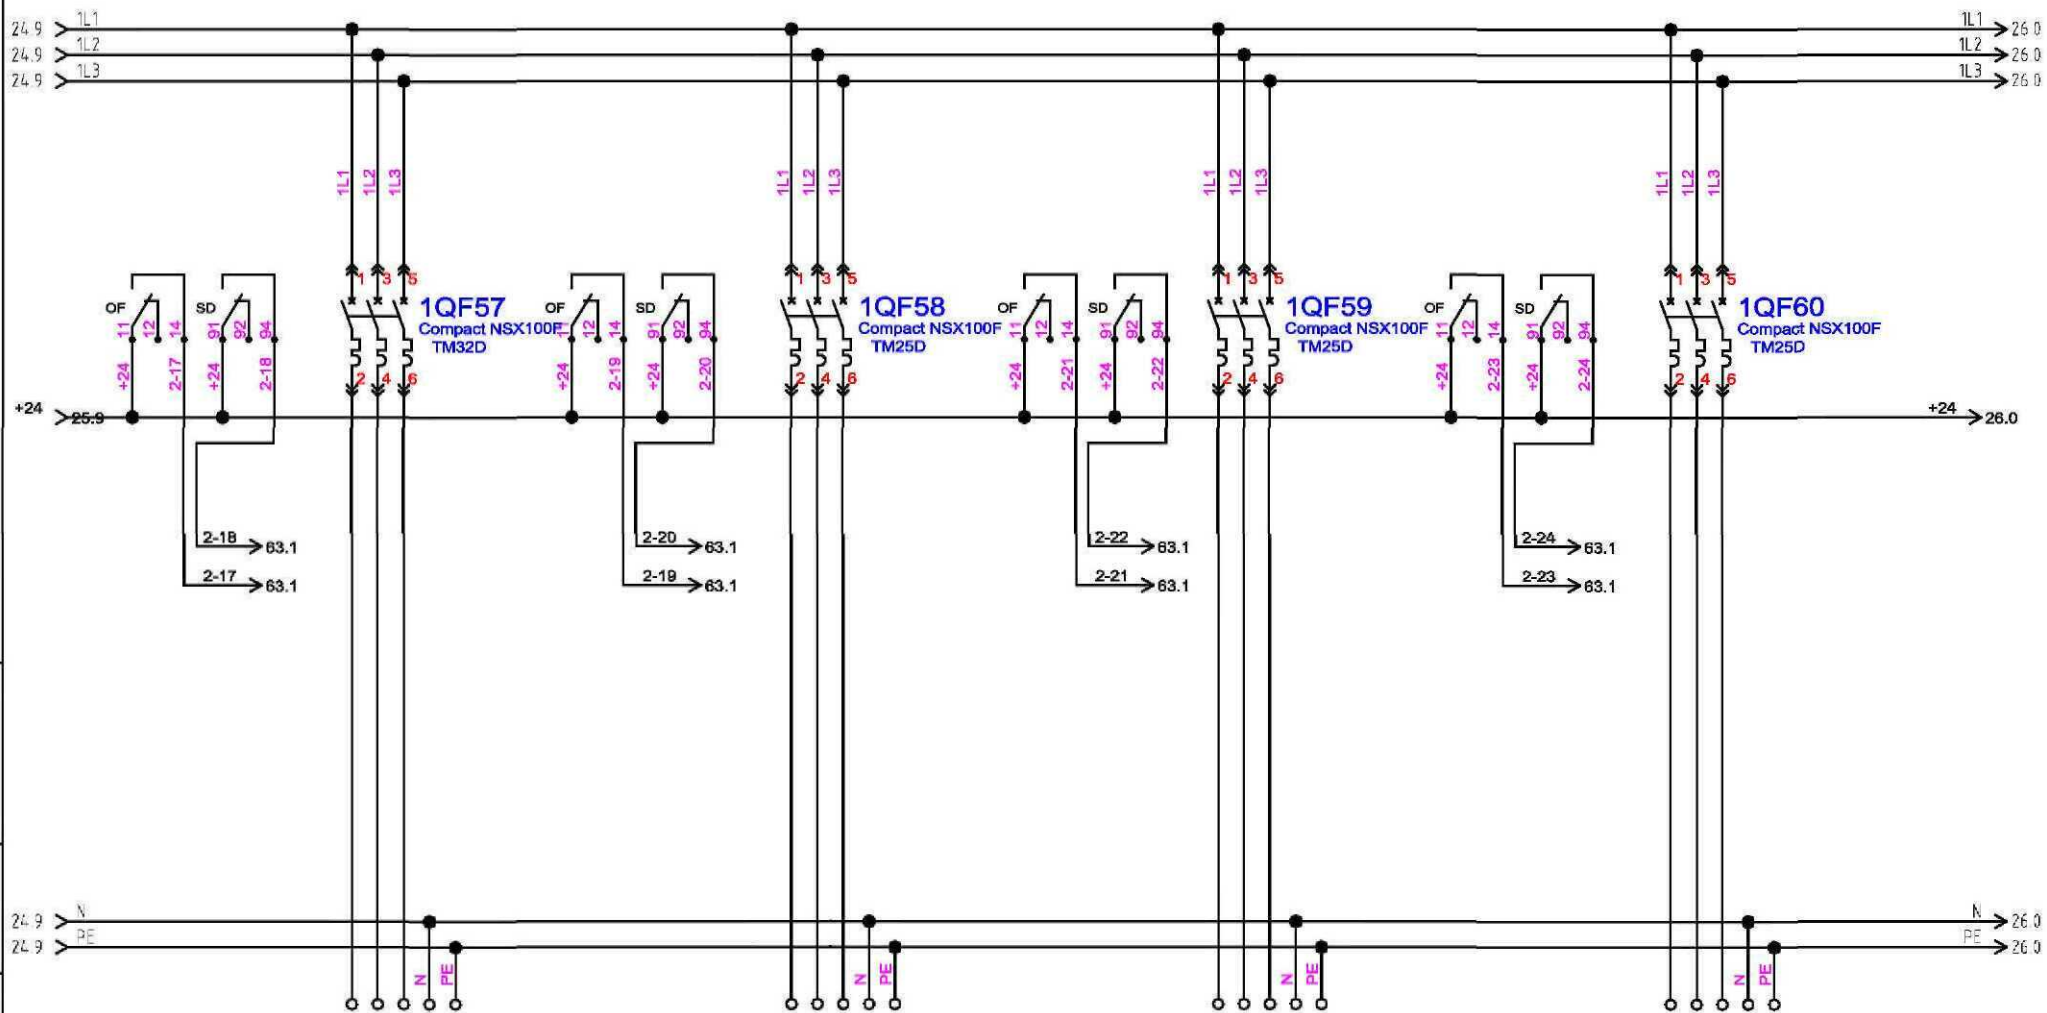 24.9 1L1 1L1 26.0
24.9 1L2 1L2 26.0
24.9 1L3 1L3 26.0
1L1 1L2 1L3 1L1 1L2 1L3 1L1 1L2 1L3 1L1 1L2 1L3
1 3 5 1 3 5 1 3 5 1 3 5
OF SD 1QF57 OF SD 1QF58 OF SD 1QF59 OF SD 1QF60
Compact NSX100F Compact NSX100F Compact NSX100F Compact NSX100F
11 12 14 91 92 94 11 12 14 91 92 94 11 12 14 91 92 94 11 12 14 91 92 94
TM32D TM25D TM25D TM25D
+24 2-17 +24 2-18 +24 2-19 +24 2-20 +24 2-21 +24 2-22 +24 2-23 +24 2-24
2 4 6 2 4 6 2 4 6 2 4 6
+24 25.9 +24 26.0
2-18 63.1 2-20 63.1 2-22 63.1 2-24 63.1
2-17 63.1 2-19 63.1 2-21 63.1 2-23 63.1
24.9 N N 26.0
24.9 PE PE 26.0
N PE N PE N PE N PE